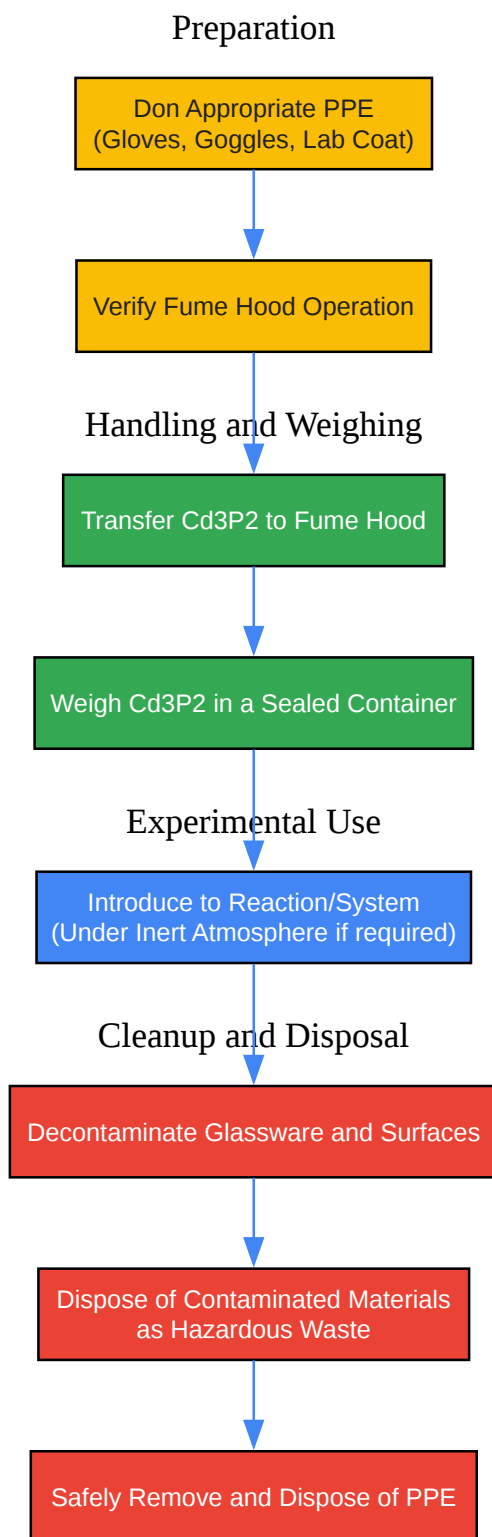 Preparation
Don Appropriate PPE
(Gloves, Goggles, Lab Coat)
Verify Fume Hood Operation
Handling and Weighing
Transfer Cd3P2 to Fume Hood
Weigh Cd3P2 in a Sealed Container
Experimental Use
Introduce to Reaction/System
(Under Inert Atmosphere if required)
Cleanup and Disposal
Decontaminate Glassware and Surfaces
Dispose of Contaminated Materials
as Hazardous Waste
Safely Remove and Dispose of PPE